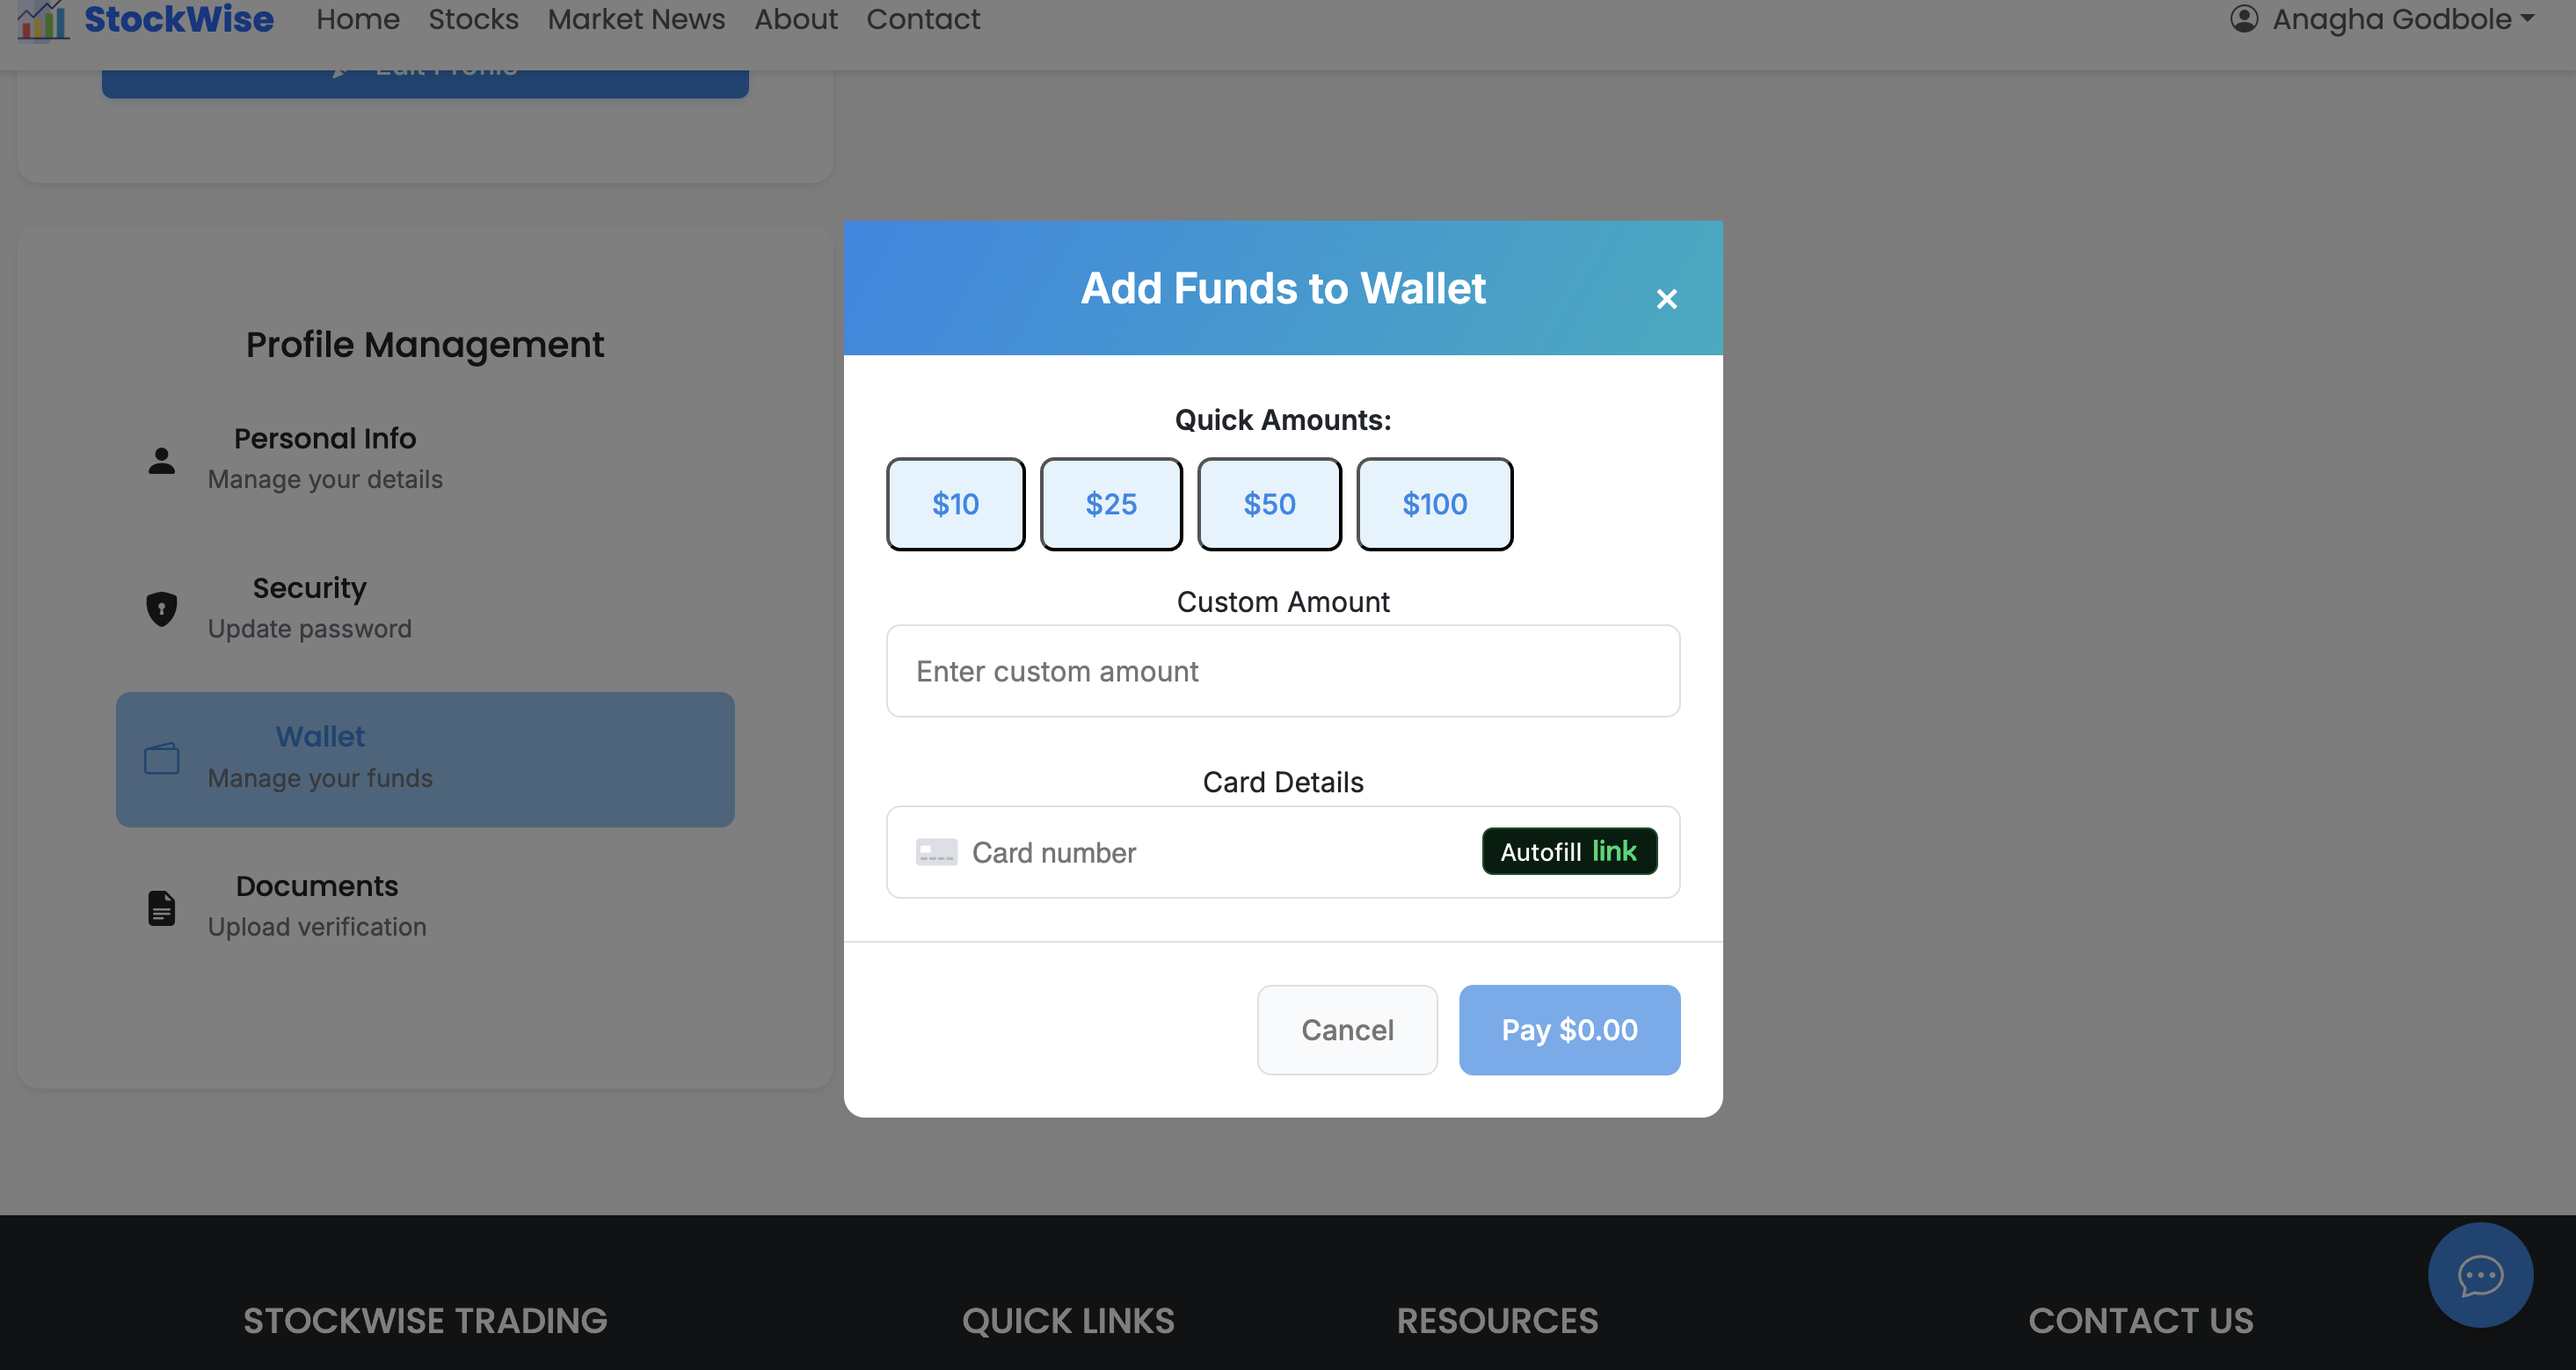 StockWise
Home Stocks Market News About Contact
Anagha Godbole
Edit Profile
Add Funds to Wallet
Quick Amounts:
$10 $25 $50 $100
Custom Amount
Enter custom amount
Card Details
Card number
Autofill link
Cancel
Pay $0.00
Profile Management
Personal Info
Manage your details
Security
Update password
Wallet
Manage your funds
Documents
Upload verification
STOCKWISE TRADING
QUICK LINKS
RESOURCES
CONTACT US